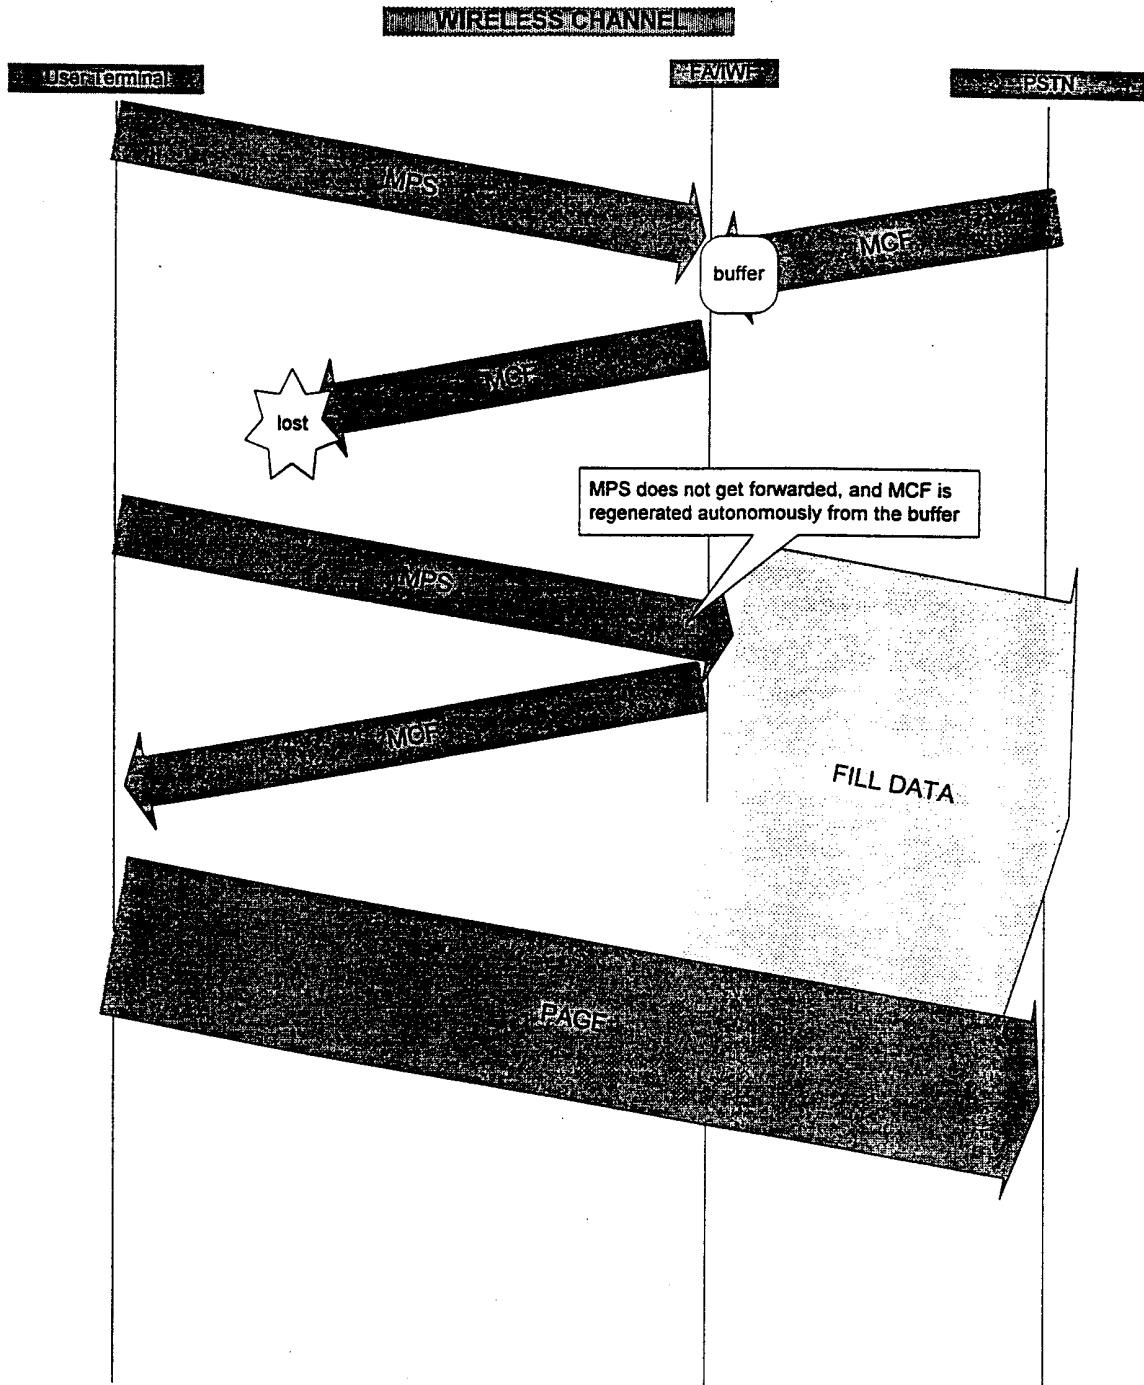 WIRELESS CHANNEL
User Terminal
FA/IWF
PSTN
MPS
MCF
buffer
MCF
lost
MPS does not get forwarded, and MCF is
regenerated autonomously from the buffer
MPS
MCF
FILL DATA
PAGE